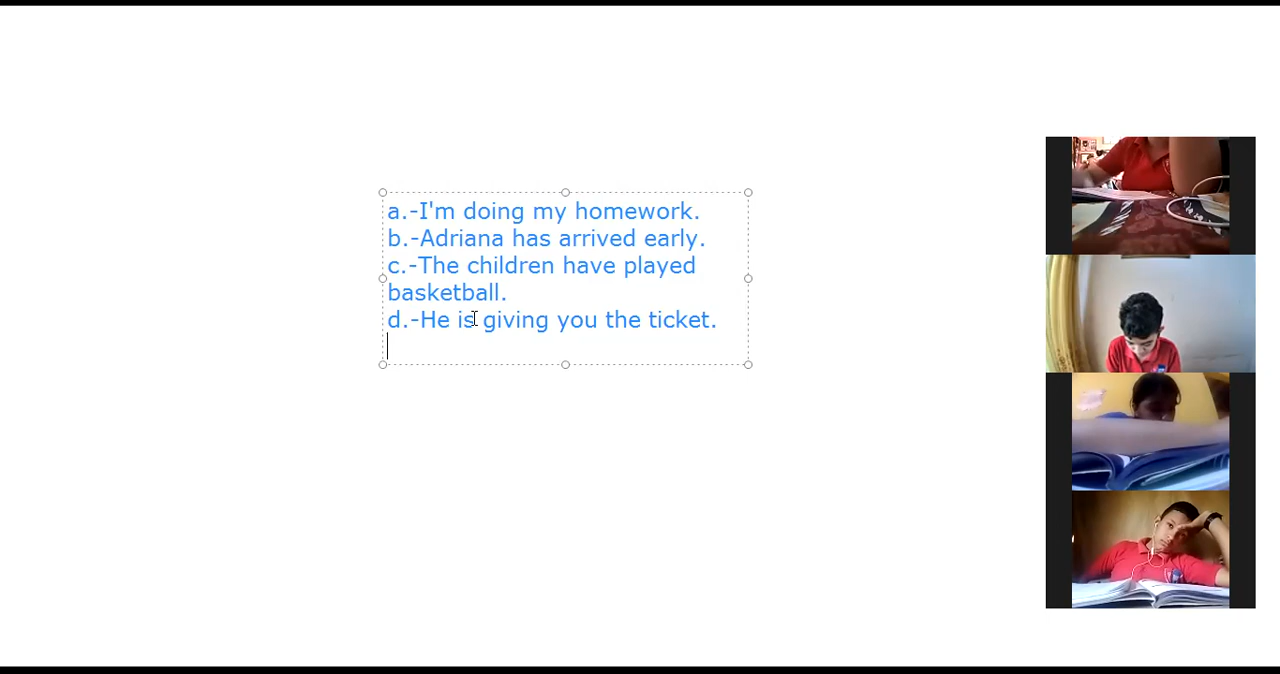 a.-I'm doing my homework.
b.-Adriana has arrived early.
c.-The children have played
basketball.
d.-He is giving you the ticket.